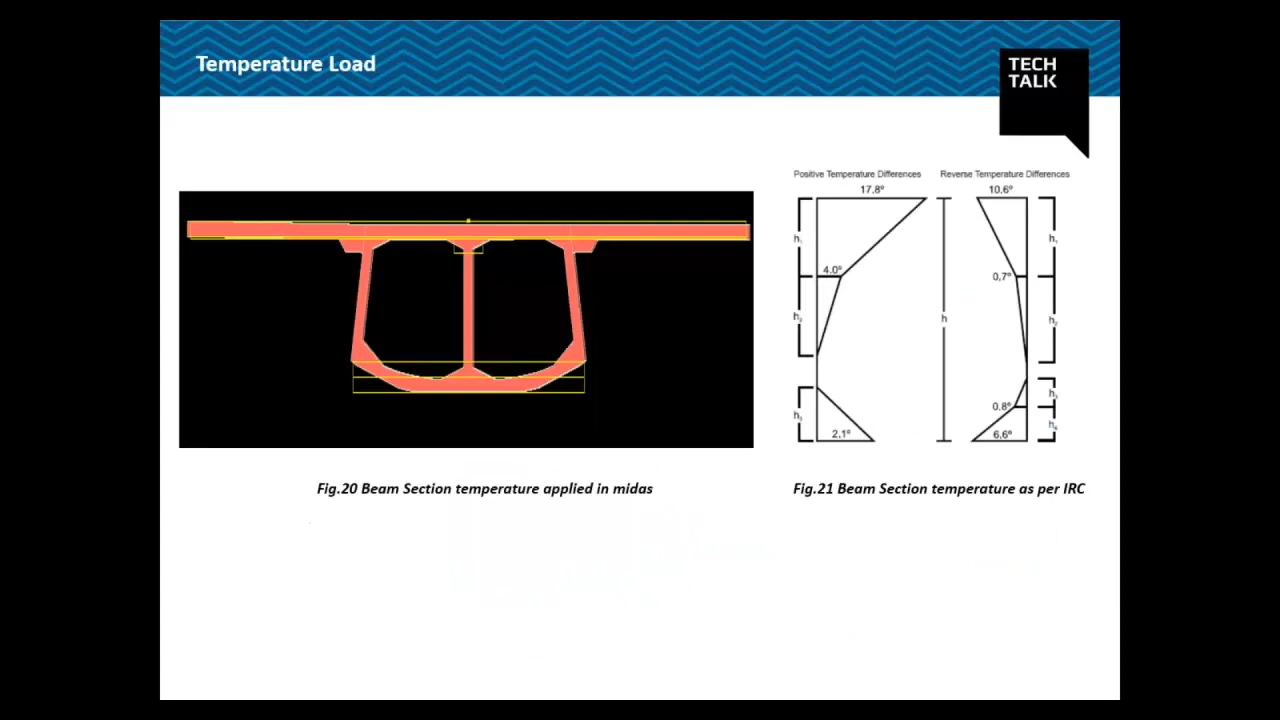 Temperature Load
TECH
TALK
Positive Temperature Differences
Reverse Temperature Differences
17.8°
10.6°
h₁
h₁
4.0°
0,7°
h₂
h
h₂
h₃
h₃
0.8°
2,1°
6,6°
h₄
Fig.20 Beam Section temperature applied in midas
Fig.21 Beam Section temperature as per IRC